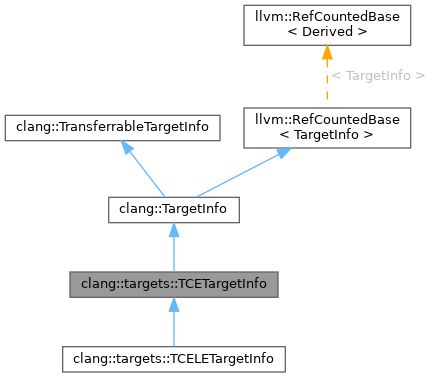 llvm::RefCountedBase
< Derived >
< TargetInfo >
clang::TransferrableTargetInfo
llvm::RefCountedBase
< TargetInfo >
clang::TargetInfo
clang::targets::TCETargetInfo
clang::targets::TCELETargetInfo